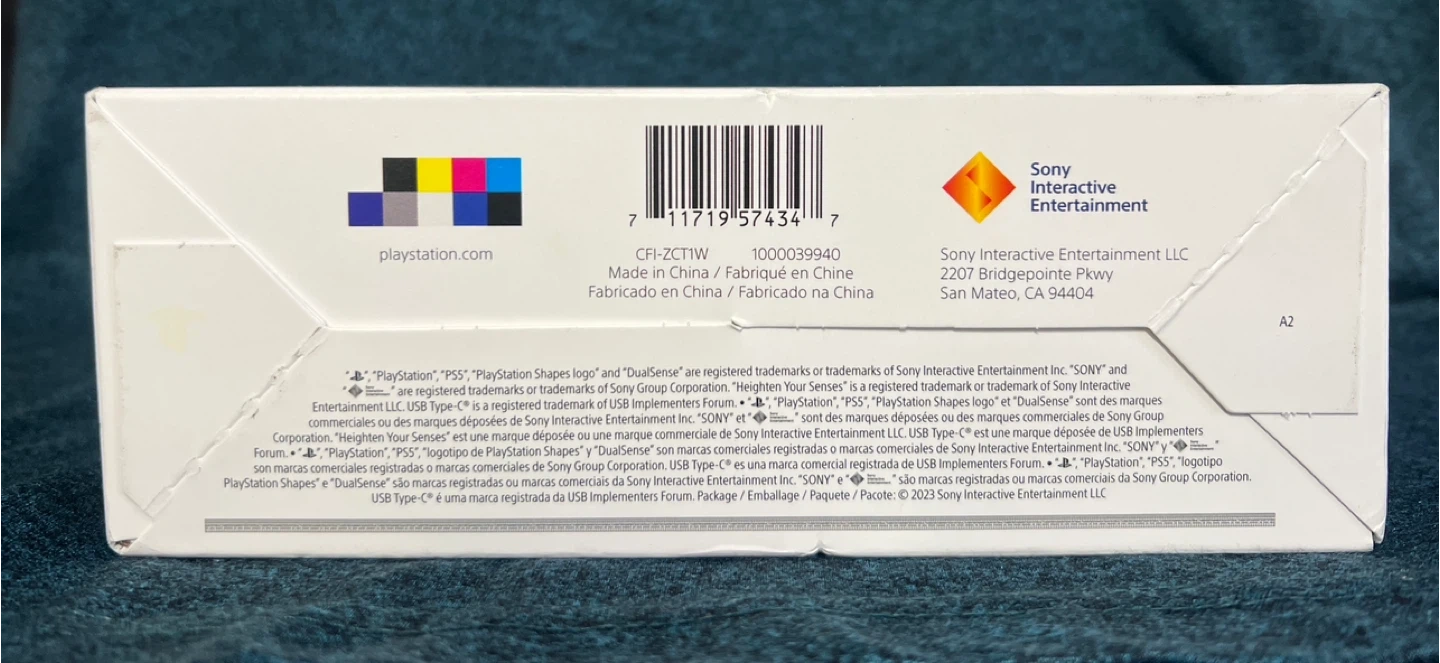 playstation.com
7 11719 57434 7
CFI-ZCT1W 1000039940
Made in China / Fabriqué en Chine
Fabricado en China / Fabricado na China
Sony
Interactive
Entertainment
Sony Interactive Entertainment LLC
2207 Bridgepointe Pkwy
San Mateo, CA 94404
A2
"", "PlayStation", "PS5", "PlayStation Shapes logo" and "DualSense" are registered trademarks or trademarks of Sony Interactive Entertainment Inc. "SONY" and
"" are registered trademarks or trademarks of Sony Group Corporation. "Heighten Your Senses" is a registered trademark or trademark of Sony Interactive
Entertainment LLC. USB Type-C® is a registered trademark of USB Implementers Forum. • "", "PlayStation", "PS5", "PlayStation Shapes logo" et "DualSense" sont des marques
commerciales ou des marques déposées de Sony Interactive Entertainment Inc. "SONY" et "" sont des marques déposées ou des marques commerciales de Sony Group
Corporation. "Heighten Your Senses" est une marque déposée ou une marque commerciale de Sony Interactive Entertainment LLC. USB Type-C® est une marque déposée de USB Implementers
Forum. • "", "PlayStation", "PS5", "logotipo de PlayStation Shapes" y "DualSense" son marcas comerciales registradas o marcas comerciales de Sony Interactive Entertainment Inc. "SONY" y ""
son marcas comerciales registradas o marcas comerciales de Sony Group Corporation. USB Type-C® es una marca comercial registrada de USB Implementers Forum. • "", "PlayStation", "PS5", "logotipo
PlayStation Shapes" e "DualSense" são marcas registradas ou marcas comerciais da Sony Interactive Entertainment Inc. "SONY" e "" são marcas registradas ou marcas comerciais da Sony Group Corporation.
USB Type-C® é uma marca registrada da USB Implementers Forum. Package / Emballage / Paquete / Pacote: © 2023 Sony Interactive Entertainment LLC